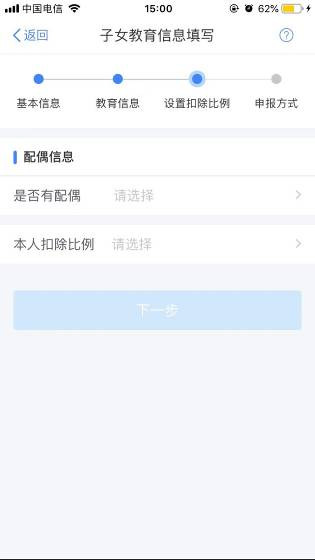 中国电信 15:00 62%
返回 子女教育信息填写 ?
基本信息 教育信息 设置扣除比例 申报方式
配偶信息
是否有配偶 请选择
本人扣除比例 请选择
下一步